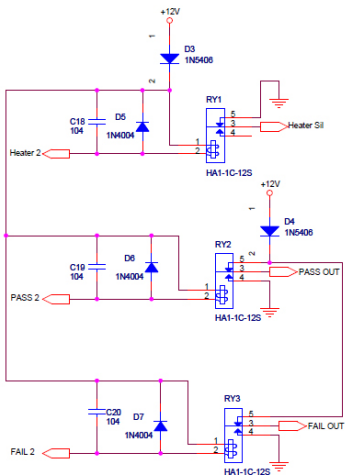 +12V
1
D3
1N5406
2
RY1
C18
104
D5
1N4004
5
3
4
Heater Sil
1
2
Heater 2
HA1-1C-12S
+12V
1
D4
1N5406
2
RY2
C19
104
D6
1N4004
5
3
4
PASS OUT
1
2
PASS 2
HA1-1C-12S
RY3
C20
104
D7
1N4004
5
3
4
FAIL OUT
1
2
FAIL 2
HA1-1C-12S